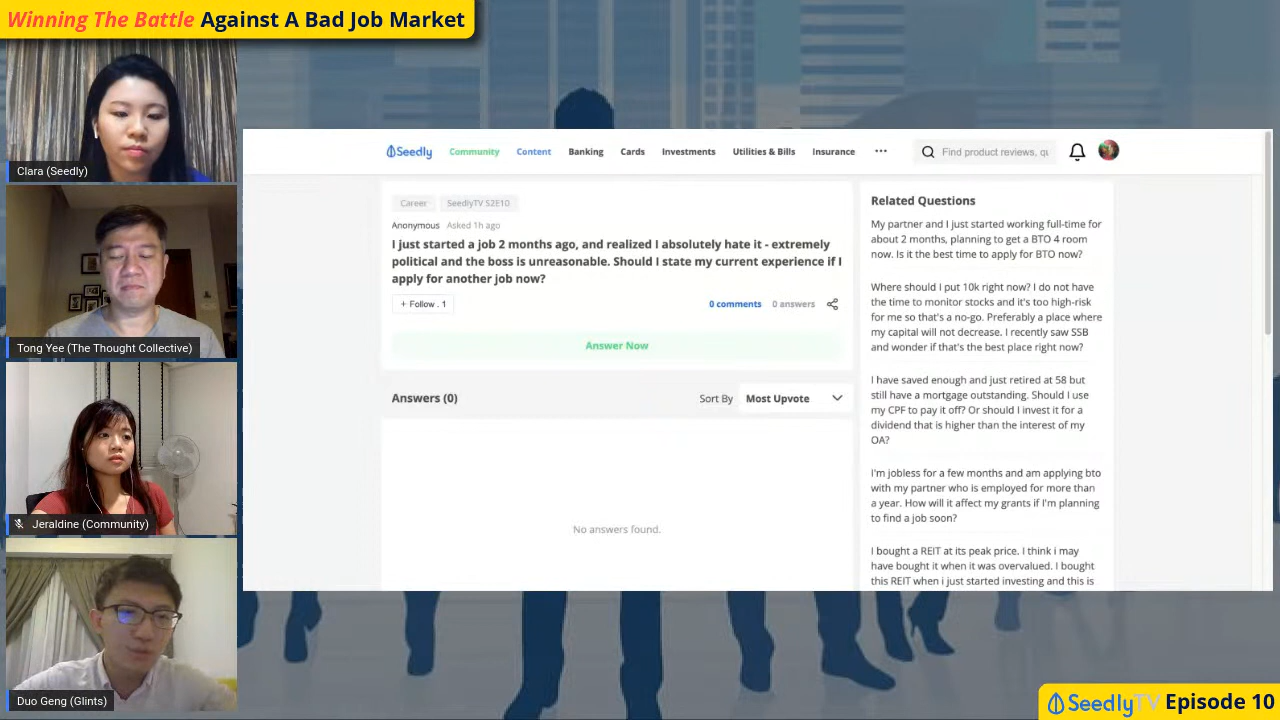 Winning The Battle Against A Bad Job Market
Clara (Seedly)
Tong Yee (The Thought Collective)
Jeraldine (Community)
Duo Geng (Glints)
Seedly
Community
Content
Banking
Cards
Investments
Utilities & Bills
Insurance
Find product reviews, qu
Career
SeedlyTV S2E10
Anonymous Asked 1h ago
I just started a job 2 months ago, and realized I absolutely hate it - extremely
political and the boss is unreasonable. Should I state my current experience if I
apply for another job now?
+ Follow . 1
0 comments
0 answers
Answer Now
Answers (0)
Sort By
Most Upvote
No answers found.
Related Questions
My partner and I just started working full-time for
about 2 months, planning to get a BTO 4 room
now. Is it the best time to apply for BTO now?
Where should I put 10k right now? I do not have
the time to monitor stocks and it's too high-risk
for me so that's a no-go. Preferably a place where
my capital will not decrease. I recently saw SSB
and wonder if that's the best place right now?
I have saved enough and just retired at 58 but
still have a mortgage outstanding. Should I use
my CPF to pay it off? Or should I invest it for a
dividend that is higher than the interest of my
OA?
I'm jobless for a few months and am applying bto
with my partner who is employed for more than
a year. How will it affect my grants if I'm planning
to find a job soon?
I bought a REIT at its peak price. I think i may
have bought it when it was overvalued. I bought
this REIT when i just started investing and this is
SeedlyTV Episode 10